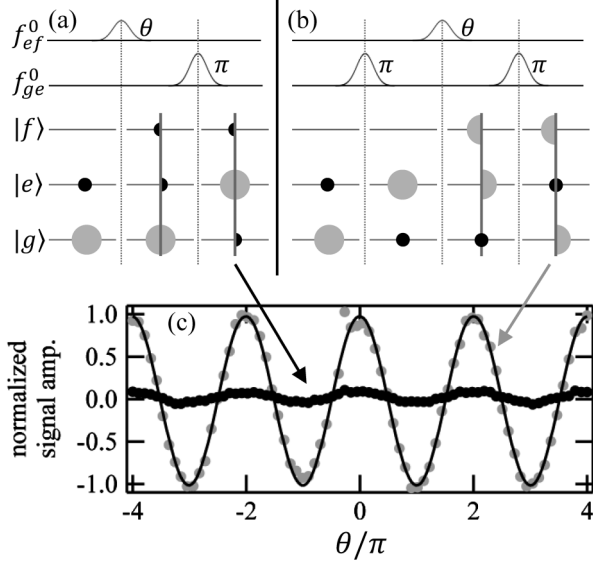 (a) (b)
f⁰ef θ θ
f⁰ge π π π
|f⟩
|e⟩
|g⟩
(c)
normalized
signal amp.
1.0
0.5
0.0
-0.5
-1.0
-4 -2 0 2 4
θ/π